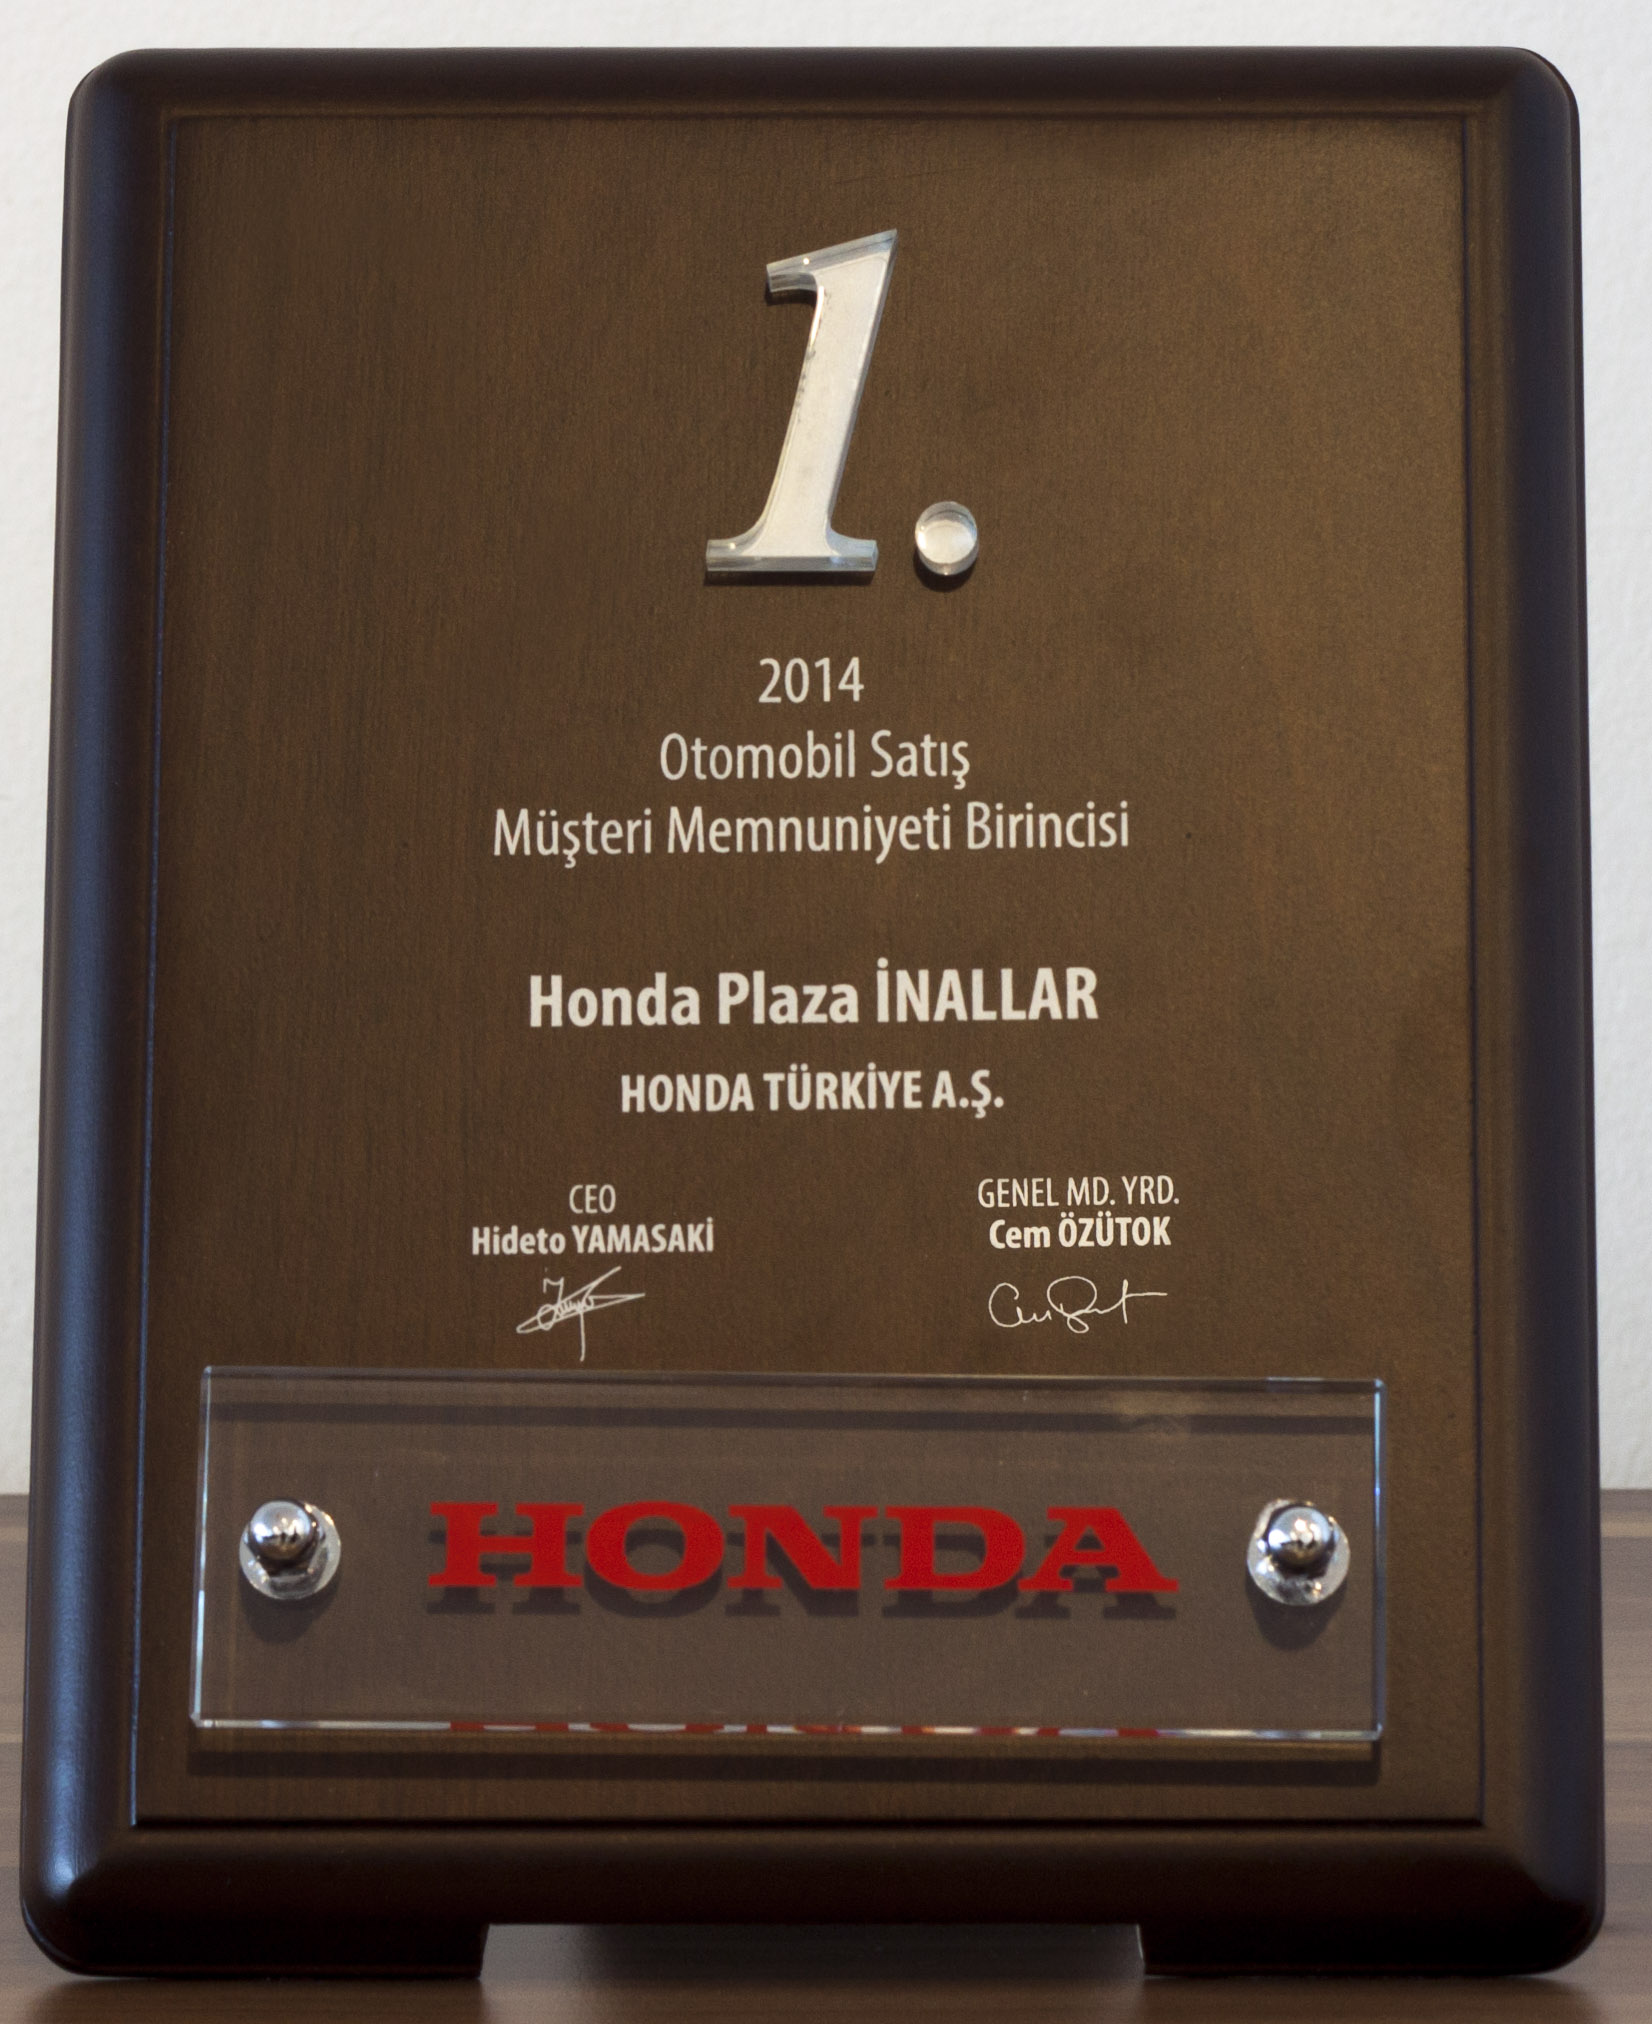 1.
2014
Otomobil Satış
Müşteri Memnuniyeti Birincisi
Honda Plaza İNALLAR
HONDA TÜRKİYE A.Ş.
CEO
Hideto YAMASAKİ
GENEL MD. YRD.
Cem ÖZÜTOK
HONDA